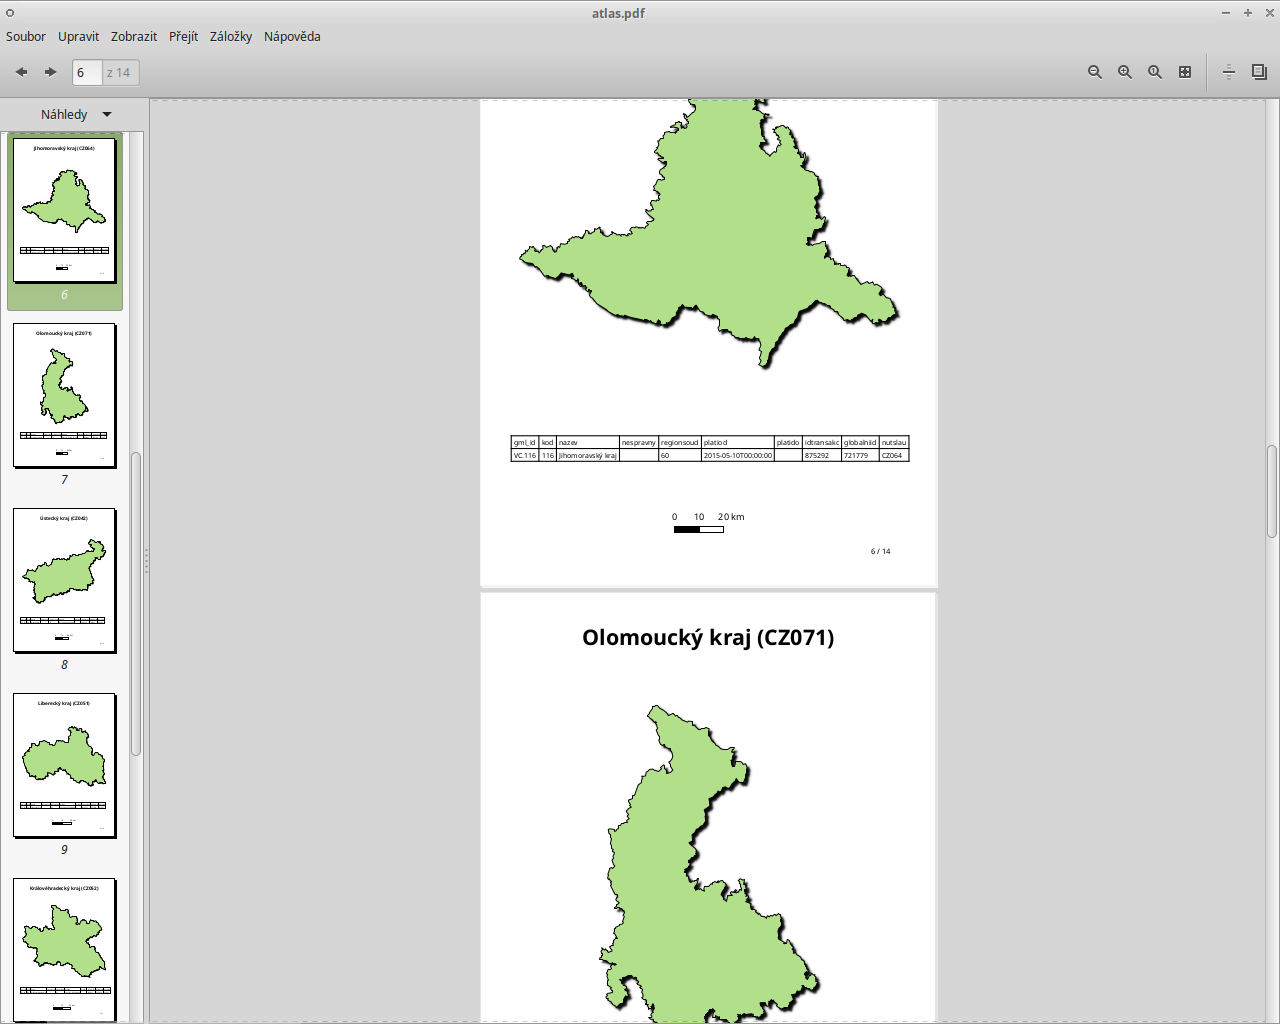 atlas.pdf
Soubor Upravit Zobrazit Přejít Záložky Nápověda
6 z 14
Náhledy
Jihomoravský kraj (CZ064)
6
Olomoucký kraj (CZ071)
7
Ústecký kraj (CZ042)
8
Liberecký kraj (CZ051)
9
Královéhradecký kraj (CZ052)
gml_id kod nazev nespravny regionsoud platiod platido idtransakc globalniid nutslau
VC.116 116 Jihomoravský kraj 60 2015-05-10T00:00:00 875292 721779 CZ064
0 10 20 km
6 / 14
Olomoucký kraj (CZ071)